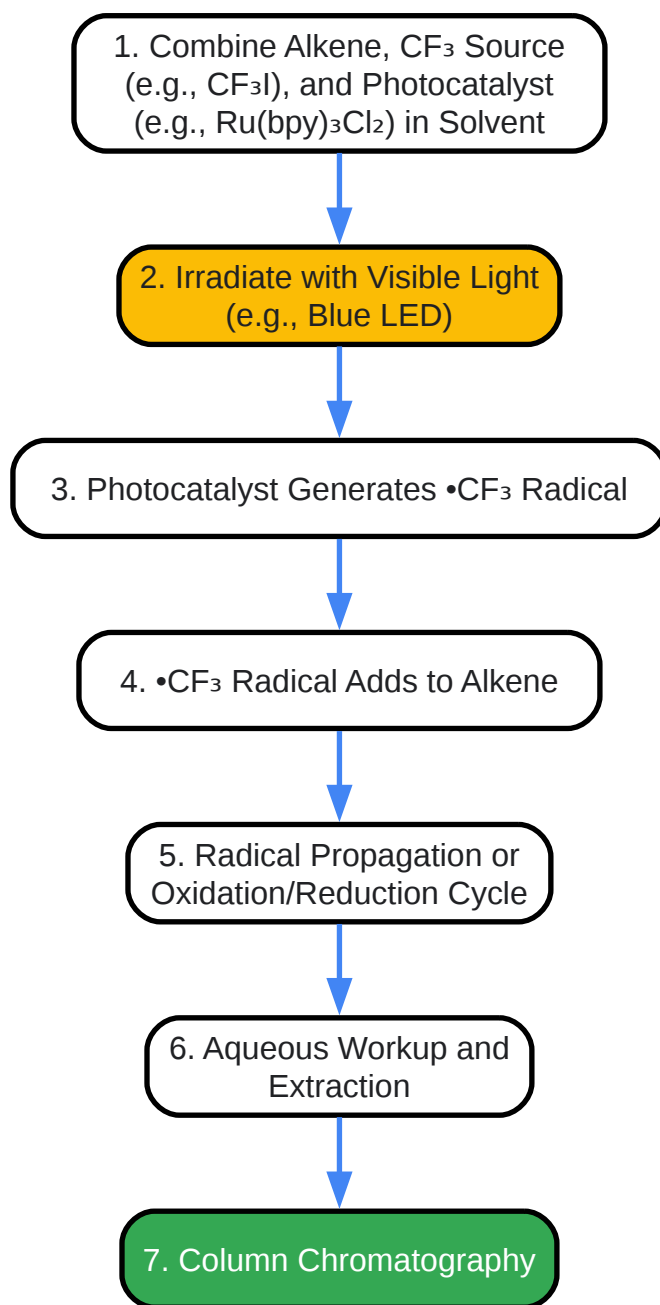 1. Combine Alkene, CF₃ Source
(e.g., CF₃I), and Photocatalyst
(e.g., Ru(bpy)₃Cl₂) in Solvent
2. Irradiate with Visible Light
(e.g., Blue LED)
3. Photocatalyst Generates •CF₃ Radical
4. •CF₃ Radical Adds to Alkene
5. Radical Propagation or
Oxidation/Reduction Cycle
6. Aqueous Workup and
Extraction
7. Column Chromatography